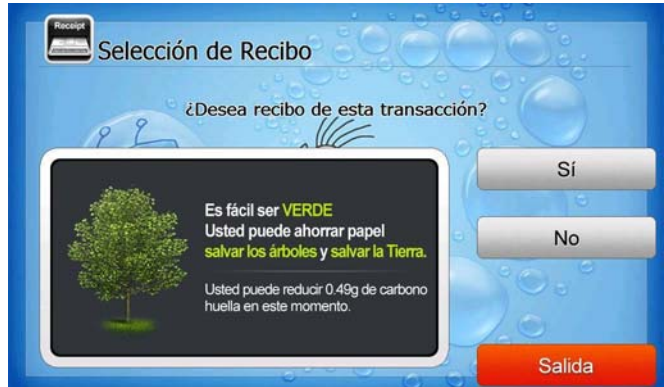 Receipt
Selección de Recibo
¿Desea recibo de esta transacción?
Es fácil ser VERDE
Usted puede ahorrar papel
salvar los árboles y salvar la Tierra.
Usted puede reducir 0.49g de carbono
huella en este momento.
Sí
No
Salida